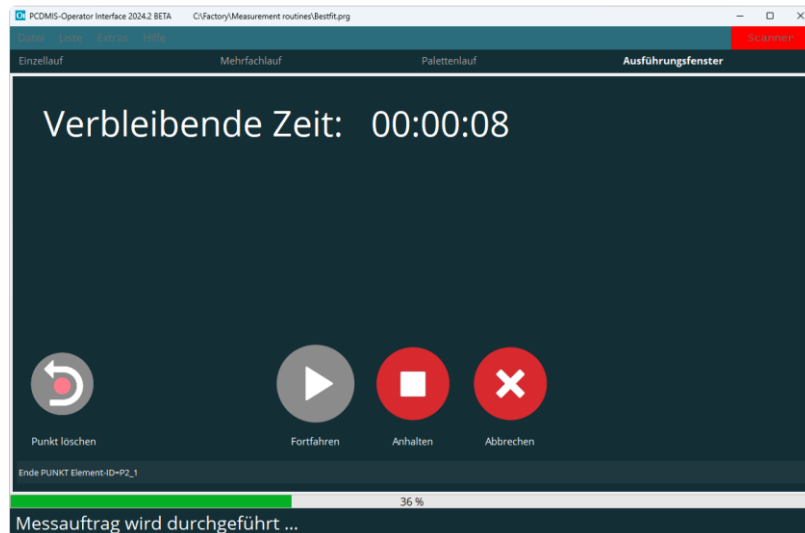 PCDMIS-Operator Interface 2024.2 BETA C:\Factory\Measurement routines\Bestfit.prg
Datei Liste Extras Hilfe Scanner
Einzellauf Mehrfachlauf Palettenlauf Ausführungsfenster
Verbleibende Zeit: 00:00:08
Punkt löschen Fortfahren Anhalten Abbrechen
Ende PUNKT Element-ID=P2_1
36 %
Messauftrag wird durchgeführt ...